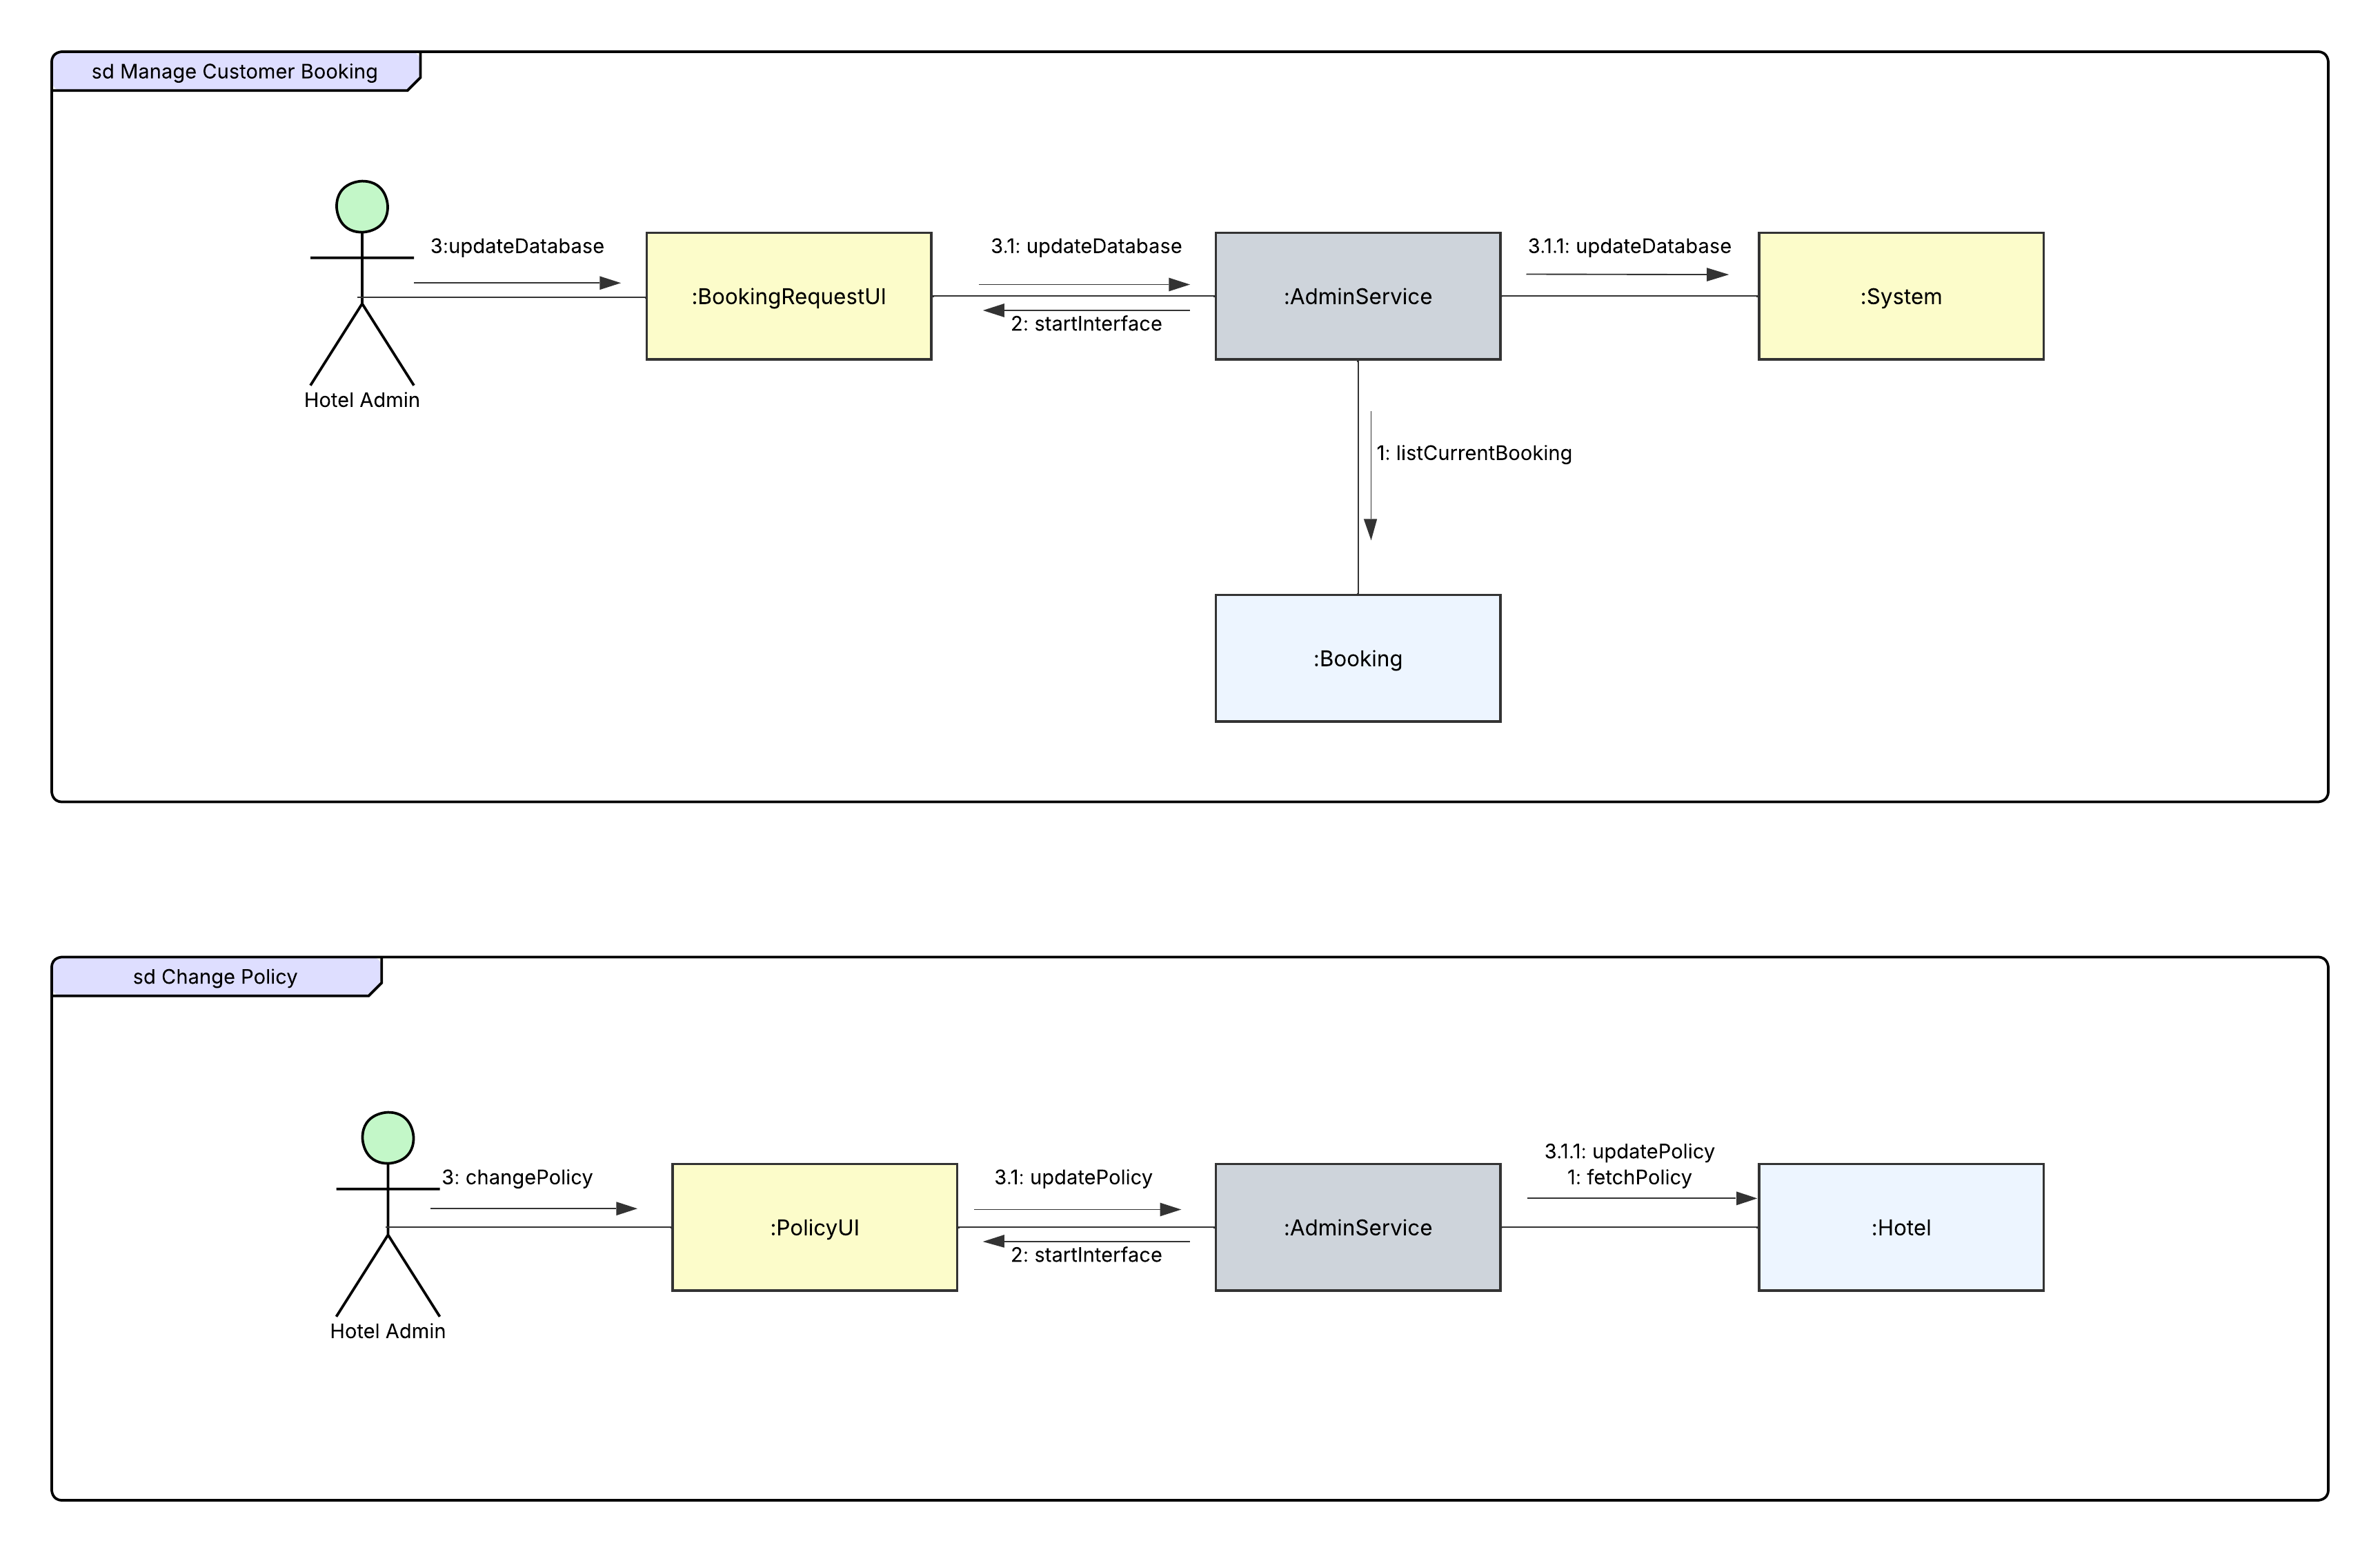 sd Manage Customer Booking
3:updateDatabase
3.1: updateDatabase
3.1.1: updateDatabase
:BookingRequestUI
:AdminService
:System
2: startInterface
Hotel Admin
1: listCurrentBooking
:Booking
sd Change Policy
3: changePolicy
3.1: updatePolicy
3.1.1: updatePolicy
1: fetchPolicy
:PolicyUI
:AdminService
:Hotel
2: startInterface
Hotel Admin